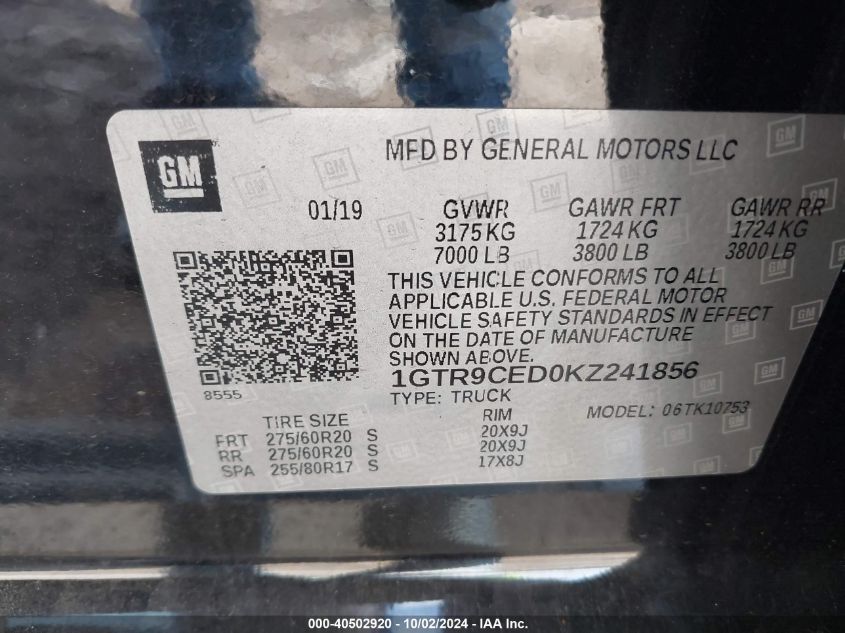 GM
MFD BY GENERAL MOTORS LLC
01/19 GVWR GAWR FRT GAWR RR
3175 KG 1724 KG 1724 KG
7000 LB 3800 LB 3800 LB
THIS VEHICLE CONFORMS TO ALL
APPLICABLE U.S. FEDERAL MOTOR
VEHICLE SAFETY STANDARDS IN EFFECT
ON THE DATE OF MANUFACTURE
SHOWN ABOVE.
8555
1GTR9CED0KZ241856
TYPE: TRUCK
MODEL: 06TK10753
TIRE SIZE RIM
FRT 275/60R20 S 20X9J
RR 275/60R20 S 20X9J
SPA 255/80R17 S 17X8J
000-40502920 - 10/02/2024 - IAA Inc.